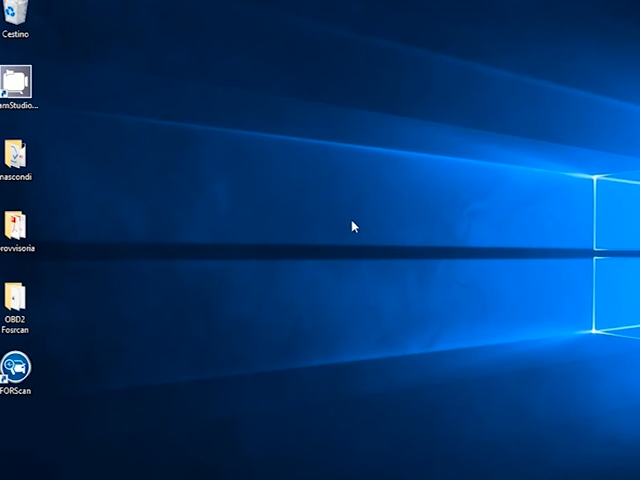 Cestino
amStudio...
nascondi
rovvisoria
OBD2
Fosrcan
FORScan